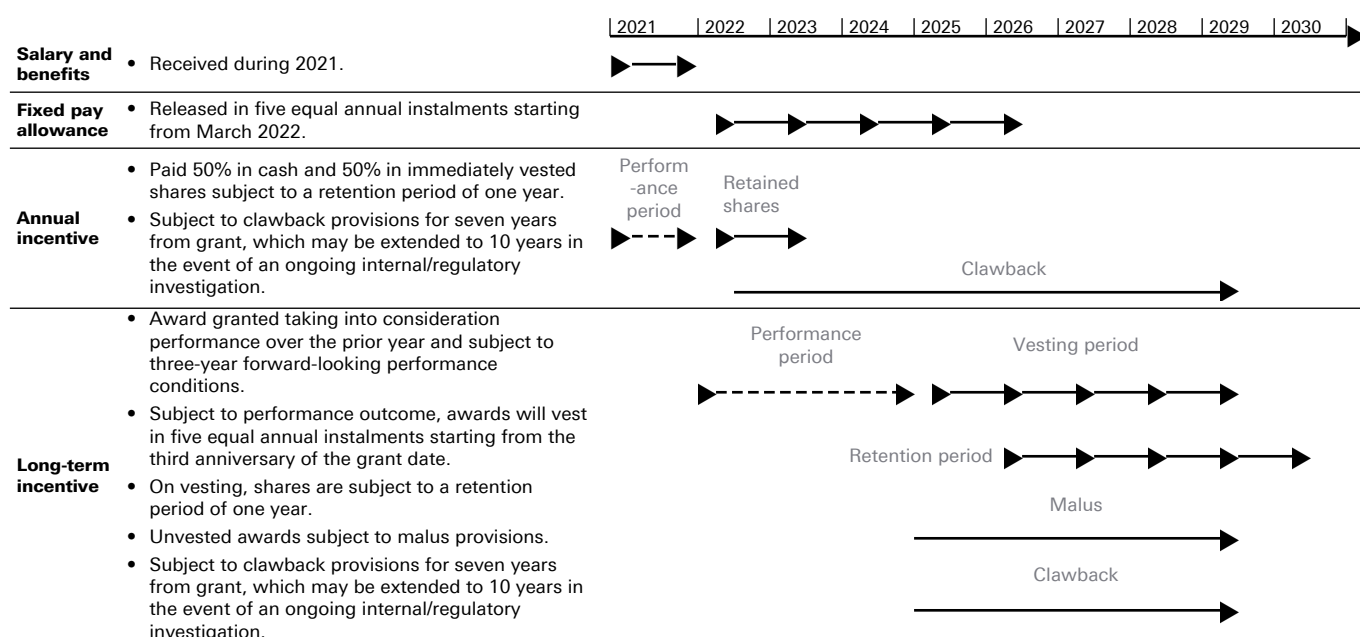 2021 2022 2023 2024 2025 2026 2027 2028 2029 2030
Salary and
benefits
• Received during 2021.
Fixed pay
allowance
• Released in five equal annual instalments starting
from March 2022.
Annual
incentive
• Paid 50% in cash and 50% in immediately vested
shares subject to a retention period of one year.
• Subject to clawback provisions for seven years
from grant, which may be extended to 10 years in
the event of an ongoing internal/regulatory
investigation.
Perform
-ance
period
Retained
shares
Clawback
Long-term
incentive
• Award granted taking into consideration
performance over the prior year and subject to
three-year forward-looking performance
conditions.
• Subject to performance outcome, awards will vest
in five equal annual instalments starting from the
third anniversary of the grant date.
• On vesting, shares are subject to a retention
period of one year.
• Unvested awards subject to malus provisions.
• Subject to clawback provisions for seven years
from grant, which may be extended to 10 years in
the event of an ongoing internal/regulatory
investigation.
Performance
period
Vesting period
Retention period
Malus
Clawback